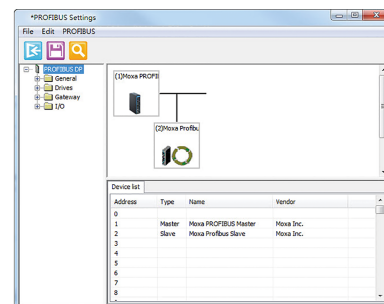 *PROFIBUS Settings
File Edit PROFIBUS
PROFIBUS DP
General
Drives
Gateway
I/O
(1)Moxa PROFI
(2)Moxa Profibu
Device list
Address Type Name Vendor
0
1 Master Moxa PROFIBUS Master Moxa Inc.
2 Slave Moxa Profibus Slave Moxa Inc.
3
4
5
6
7
8